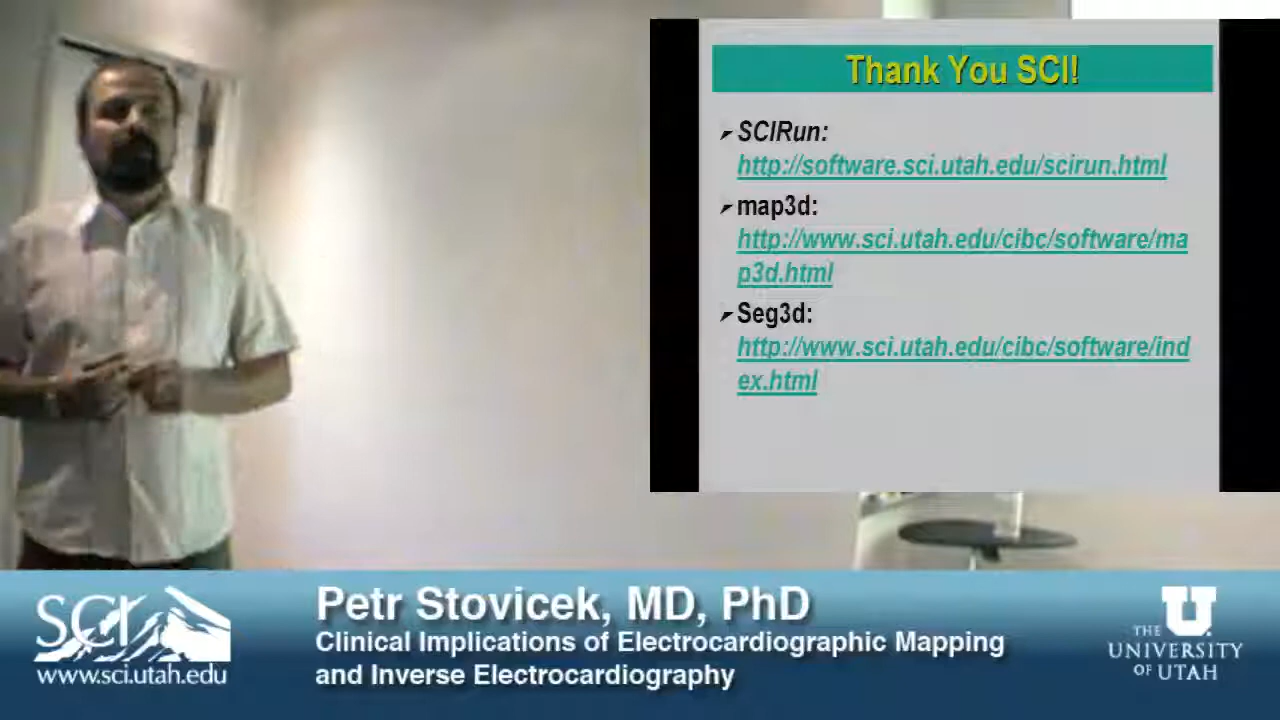 Thank You SCI!
SCIRun:
http://software.sci.utah.edu/scirun.html
map3d:
http://www.sci.utah.edu/cibc/software/ma
p3d.html
Seg3d:
http://www.sci.utah.edu/cibc/software/ind
ex.html
SCI
www.sci.utah.edu
Petr Stovicek, MD, PhD
Clinical Implications of Electrocardiographic Mapping
and Inverse Electrocardiography
U
THE
UNIVERSITY
OF UTAH